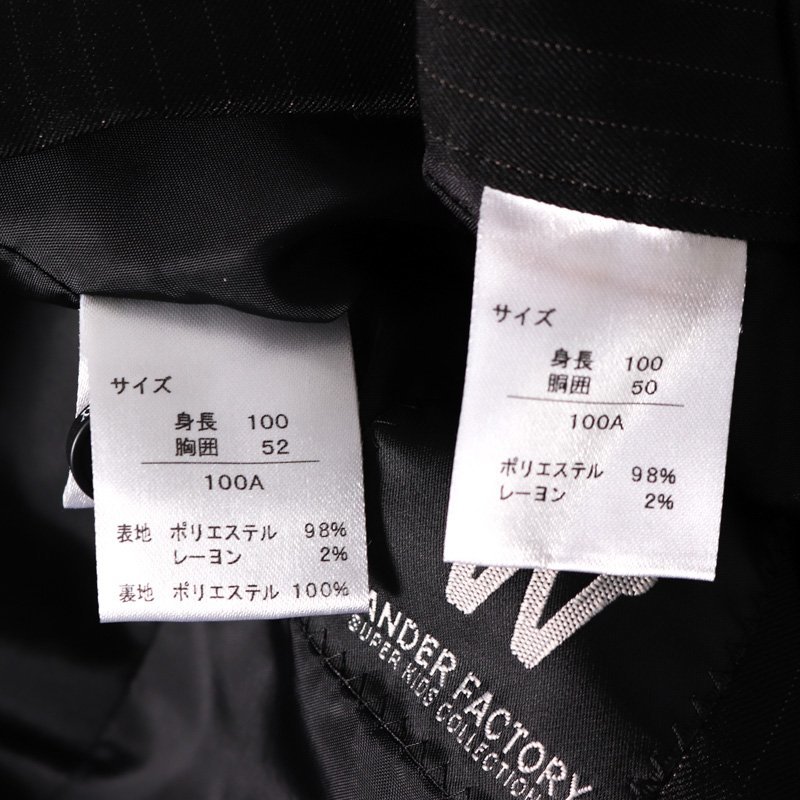 サイズ
身長 100
胸囲 52
100A
表地 ポリエステル 98%
レーヨン 2%
裏地 ポリエステル 100%
サイズ
身長 100
胴囲 50
100A
ポリエステル 98%
レーヨン 2%
W
ANDER FACTORY
SUPER KIDS COLLECTION